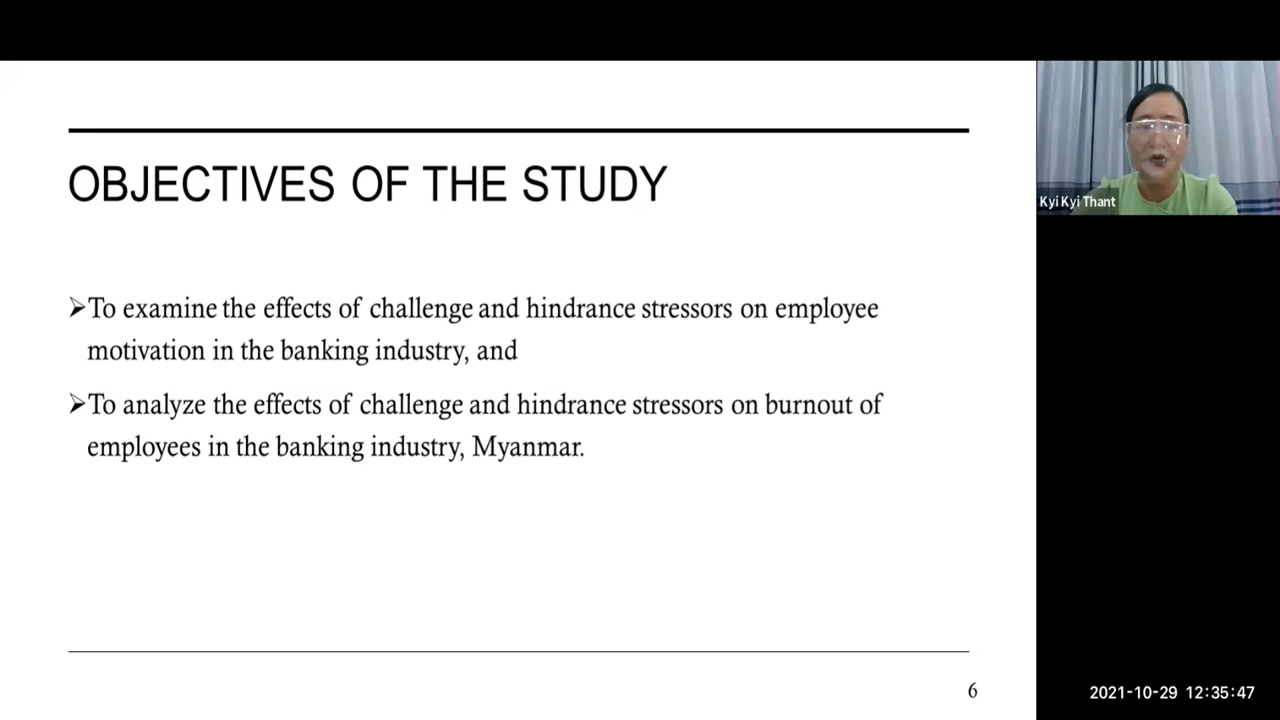 OBJECTIVES OF THE STUDY
➢To examine the effects of challenge and hindrance stressors on employee
motivation in the banking industry, and
➢To analyze the effects of challenge and hindrance stressors on burnout of
employees in the banking industry, Myanmar.
6
Kyi Kyi Thant
2021-10-29 12:35:47